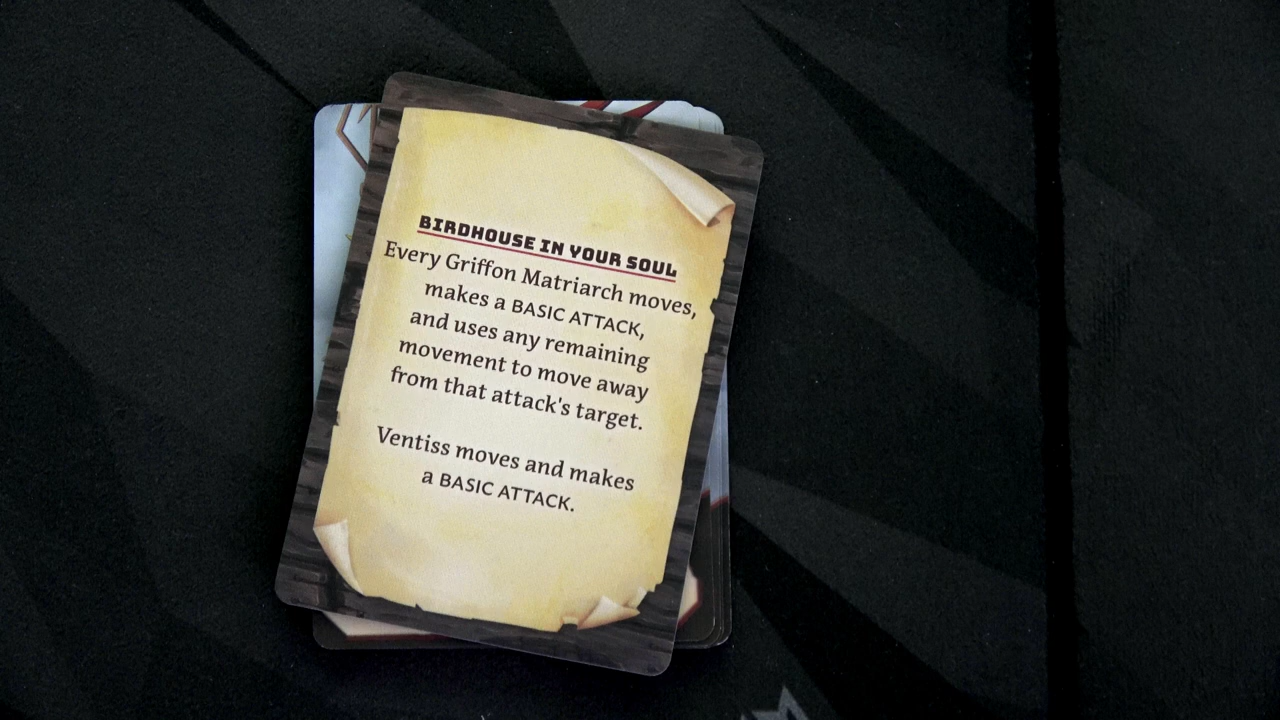 BIRDHOUSE IN YOUR SOUL
Every Griffon Matriarch moves,
makes a BASIC ATTACK,
and uses any remaining
movement to move away
from that attack's target.
Ventiss moves and makes
a BASIC ATTACK.